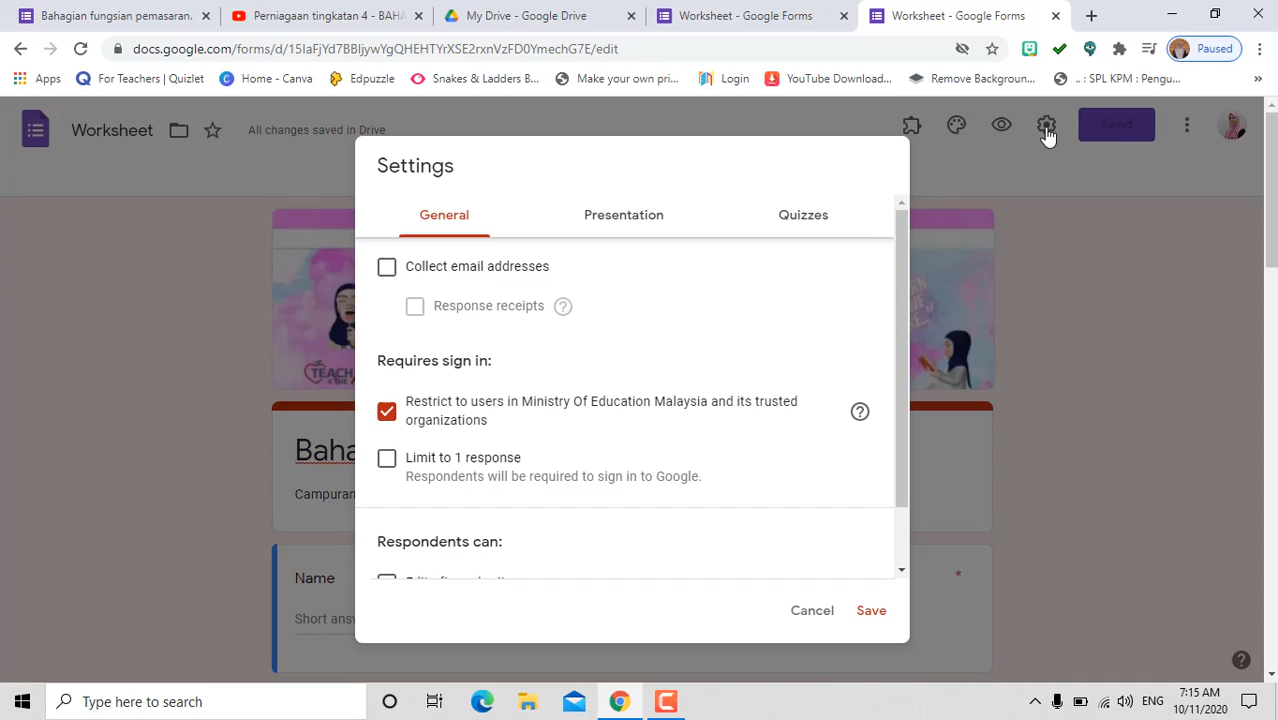 Bahagian fungsi pemasaran.
Perniagaan tingkatan 4 - BAHA
My Drive - Google Drive
Worksheet - Google Forms
Worksheet - Google Forms
docs.google.com/forms/d/15IaFjYd7BBIjywYgQHEHTYrXSE2rxnVzFD0YmechG7E/edit
Paused
Apps
For Teachers | Quizlet
Home - Canva
Edpuzzle
Snakes & Ladders B...
Make your own pri...
Login
YouTube Download...
Remove Background...
.. : SPL KPM : Pengu...
Worksheet
All changes saved in Drive
Send
Settings
General
Presentation
Quizzes
Collect email addresses
Response receipts
Requires sign in:
Restrict to users in Ministry Of Education Malaysia and its trusted
organizations
Limit to 1 response
Respondents will be required to sign in to Google.
TEACH
Baha
Campuran
Respondents can:
Name
*
Short answ
Cancel
Save
Type here to search
ENG
7:15 AM
10/11/2020